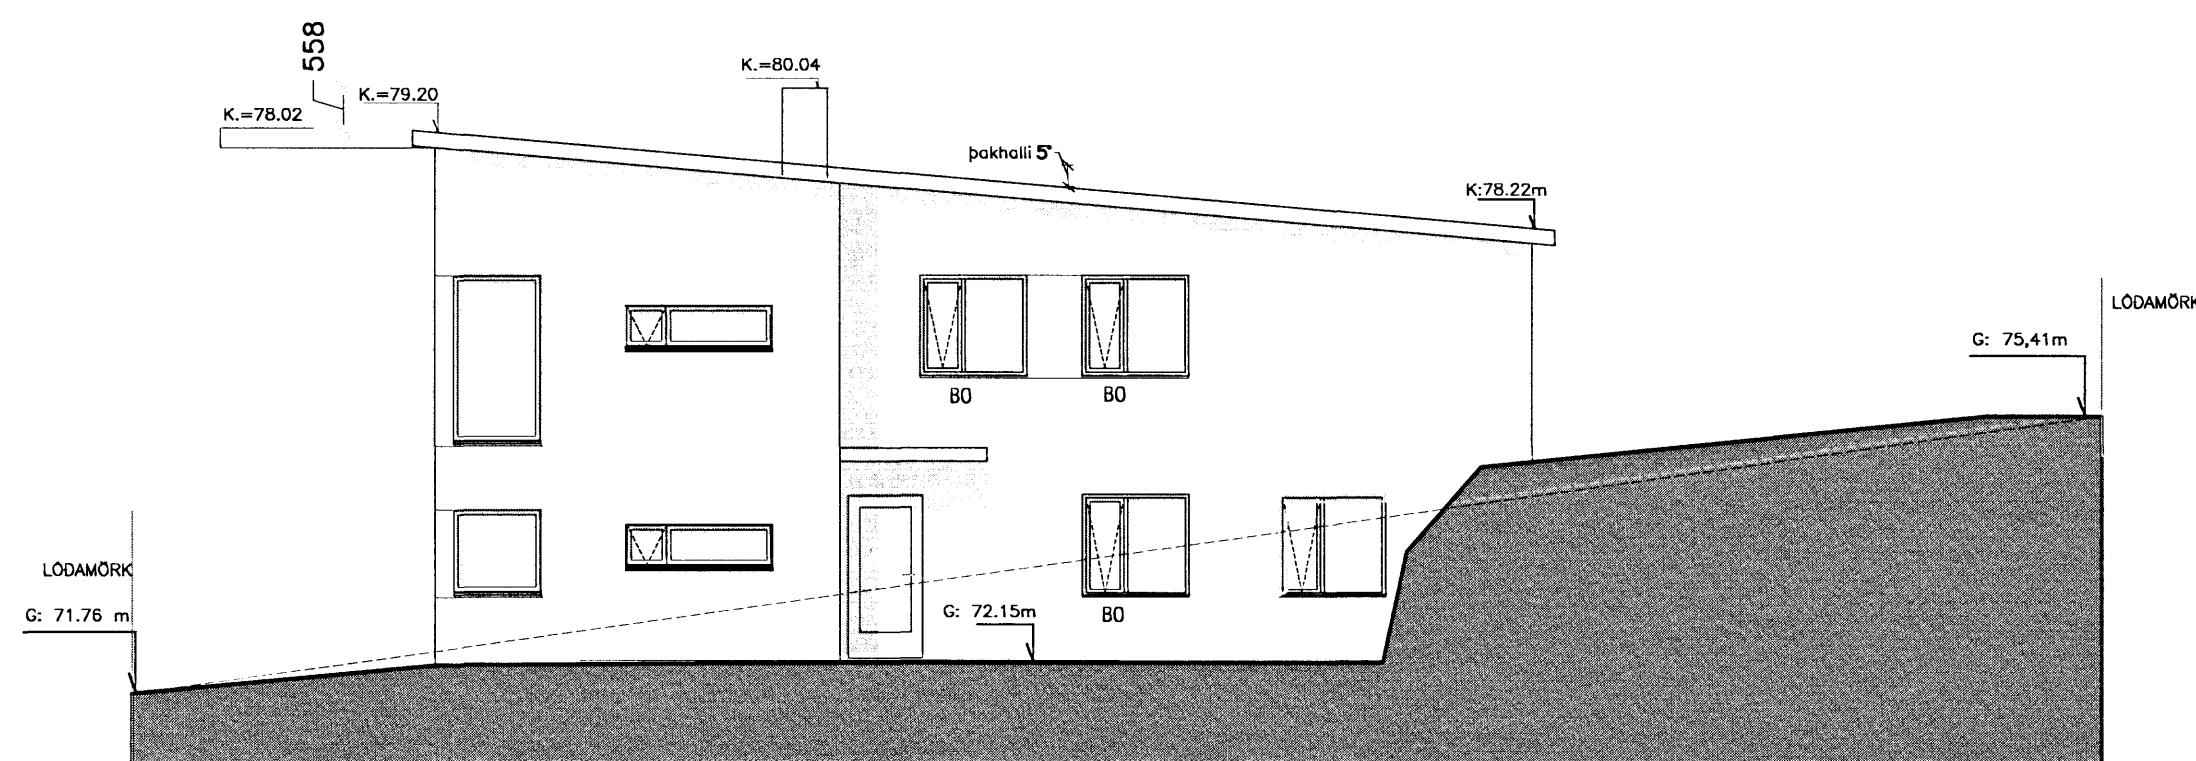 558
K.=80.04
K.=79.20
K.=78.02
þakhalli 5°
K:78.22m
LÓÐAMÖRK
G: 75,41m
BO
BO
LÓÐAMÖRK
G: 71.76 m
G: 72.15m
BO